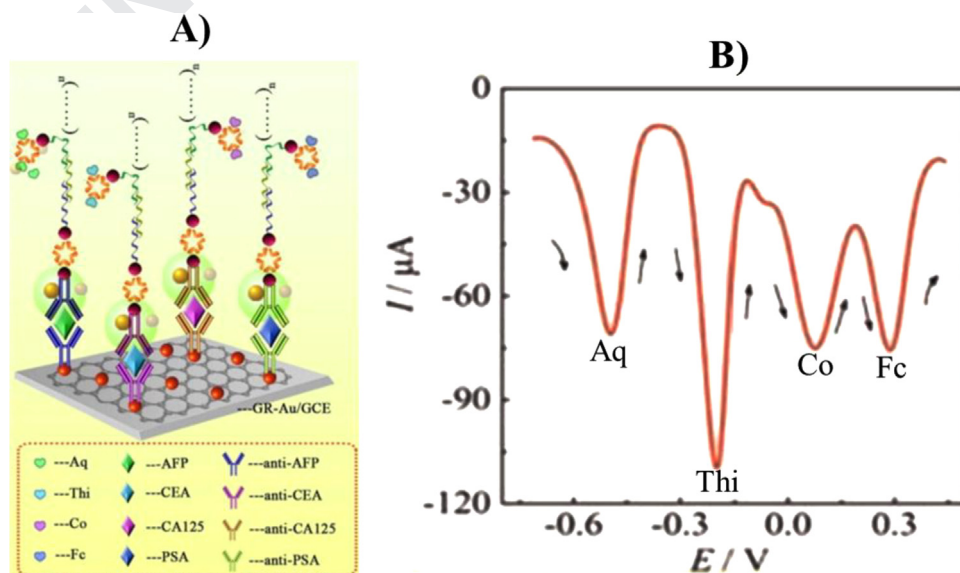 A)
n
n
n
n
---GR-Au/GCE
---Aq ---AFP ---anti-AFP
---Thi ---CEA ---anti-CEA
---Co ---CA125 ---anti-CA125
---Fc ---PSA ---anti-PSA
B)
0
-30
-60
-90
-120
I / μA
Aq
Thi
Co
Fc
-0.6 -0.3 0.0 0.3
E / V